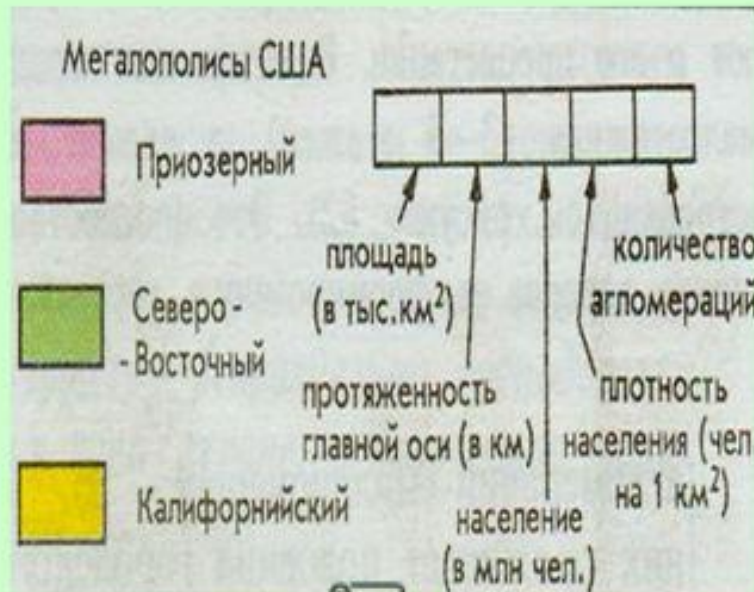 Мегалополисы США
Приозерный
Северо -
- Восточный
Калифорнийский
площадь
(в тыс.км²)
протяженность
главной оси (в км)
население
(в млн чел.)
плотность
населения (чел
на 1 км²)
количество
агломераций